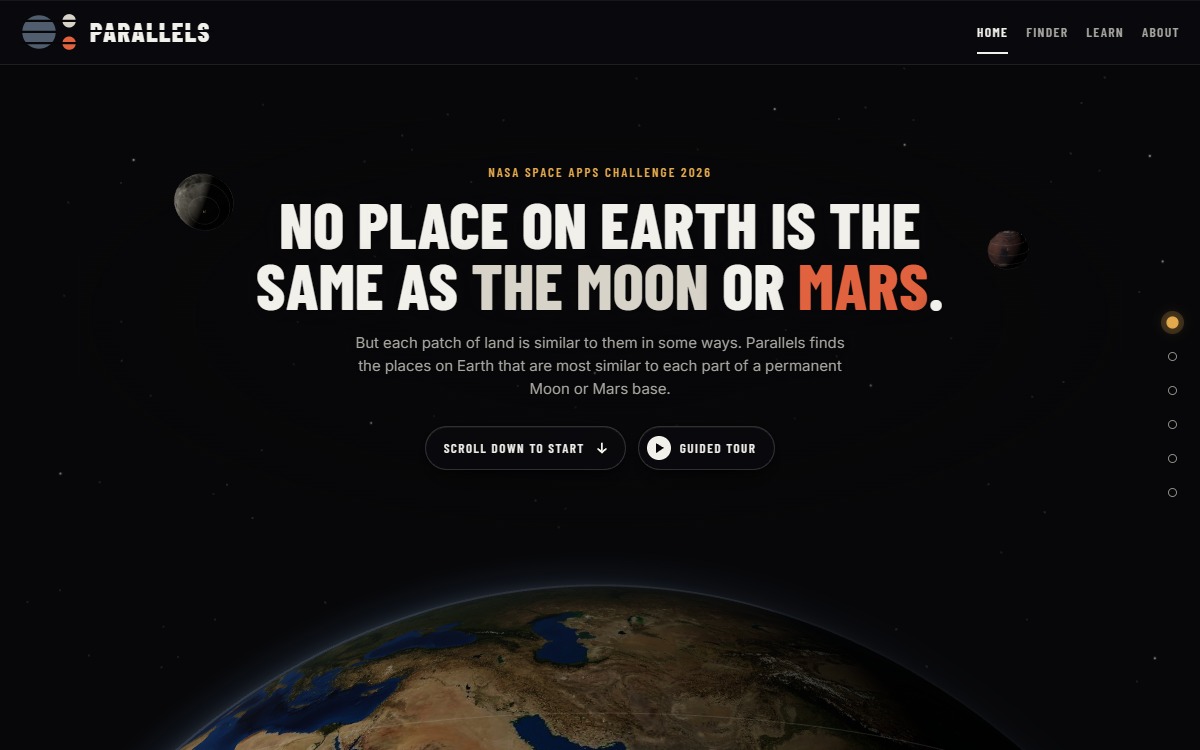 PARALLELS
HOME FINDER LEARN ABOUT
NASA SPACE APPS CHALLENGE 2026
NO PLACE ON EARTH IS THE
SAME AS THE MOON OR MARS.
But each patch of land is similar to them in some ways. Parallels finds
the places on Earth that are most similar to each part of a permanent
Moon or Mars base.
SCROLL DOWN TO START ↓
GUIDED TOUR